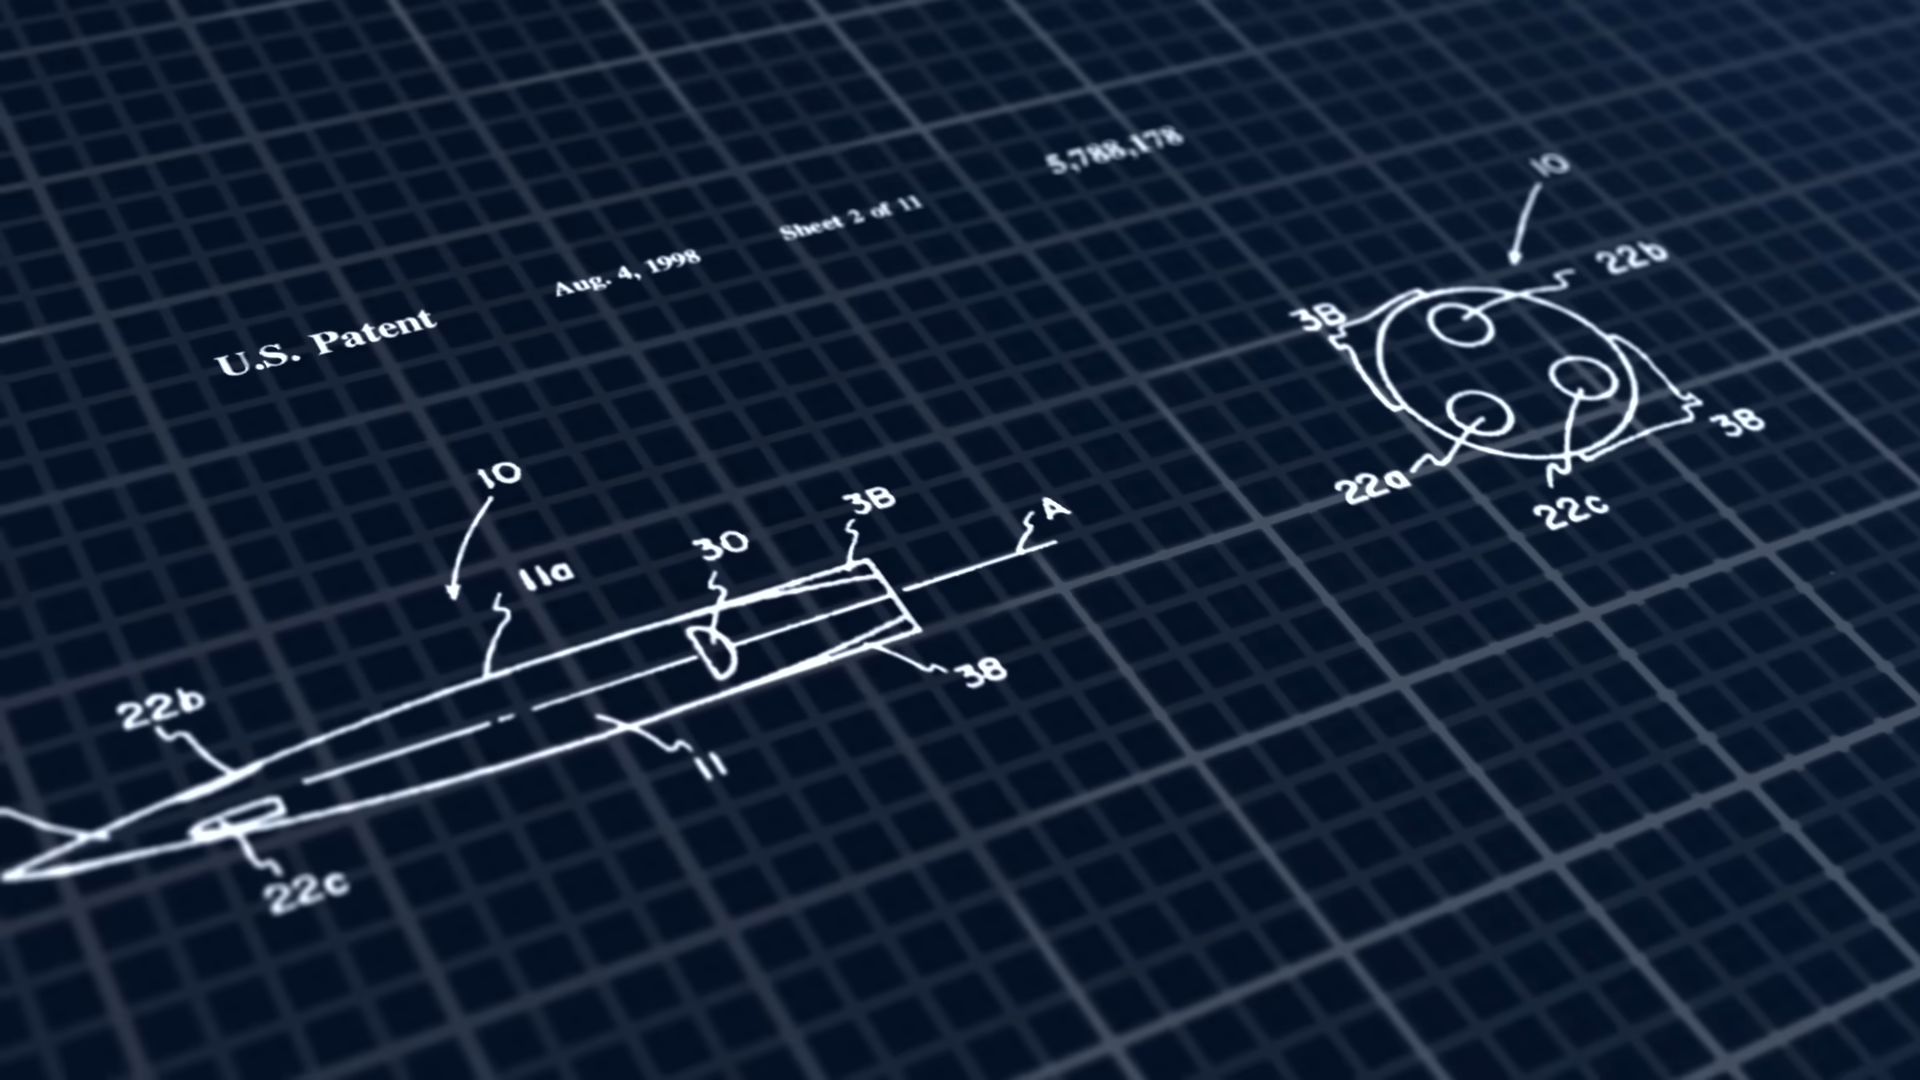 U.S. Patent Aug. 4, 1998 Sheet 2 of 11 5,788,178
10
22b
38
38
22a
22c
10
11a
30
38
A
38
22b
11
22c